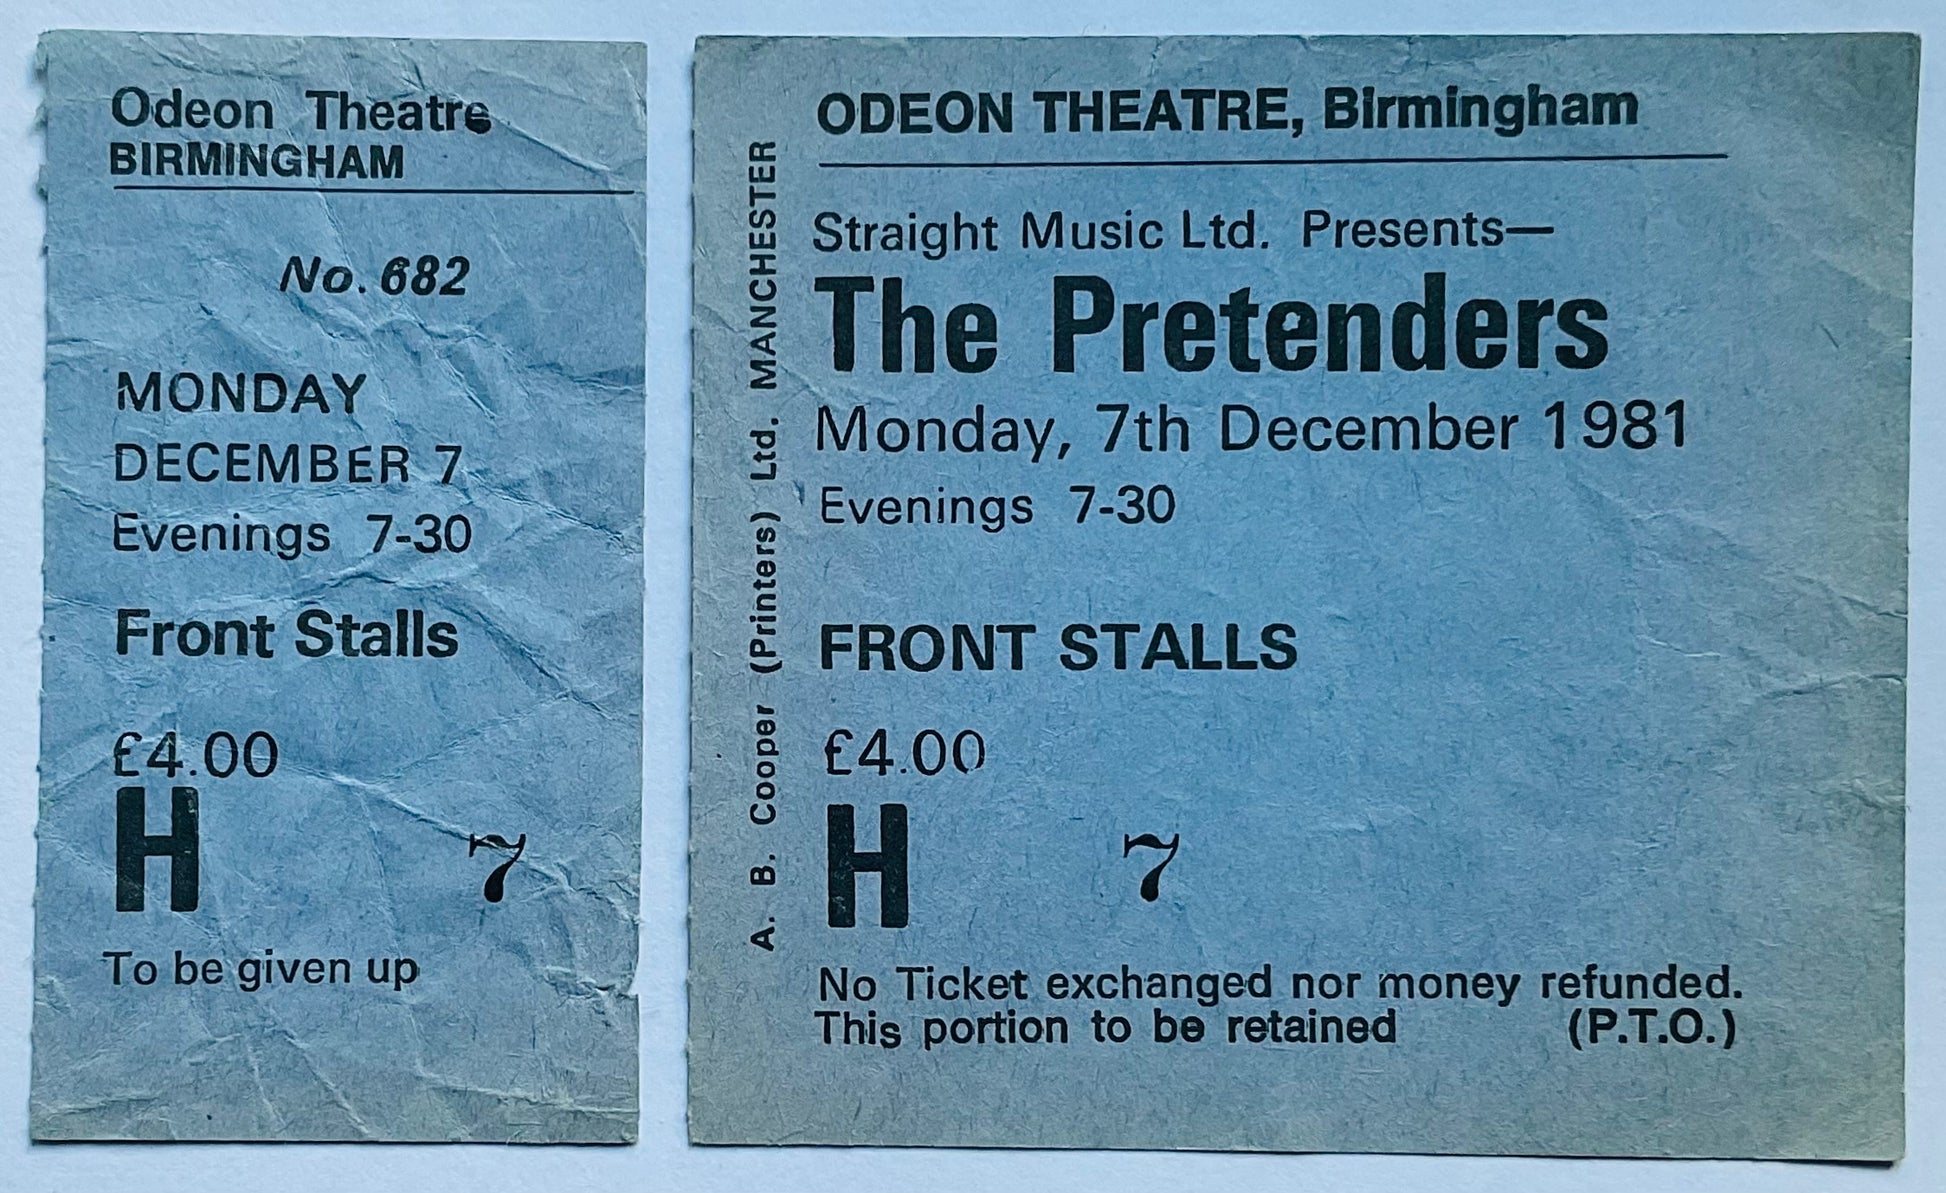 Odeon Theatre
BIRMINGHAM
No. 682
MONDAY
DECEMBER 7
Evenings 7-30
Front Stalls
£4.00
H 7
To be given up
A. B. Cooper (Printers) Ltd. MANCHESTER
ODEON THEATRE, Birmingham
Straight Music Ltd. Presents—
The Pretenders
Monday, 7th December 1981
Evenings 7-30
FRONT STALLS
£4.00
H 7
No Ticket exchanged nor money refunded.
This portion to be retained (P.T.O.)